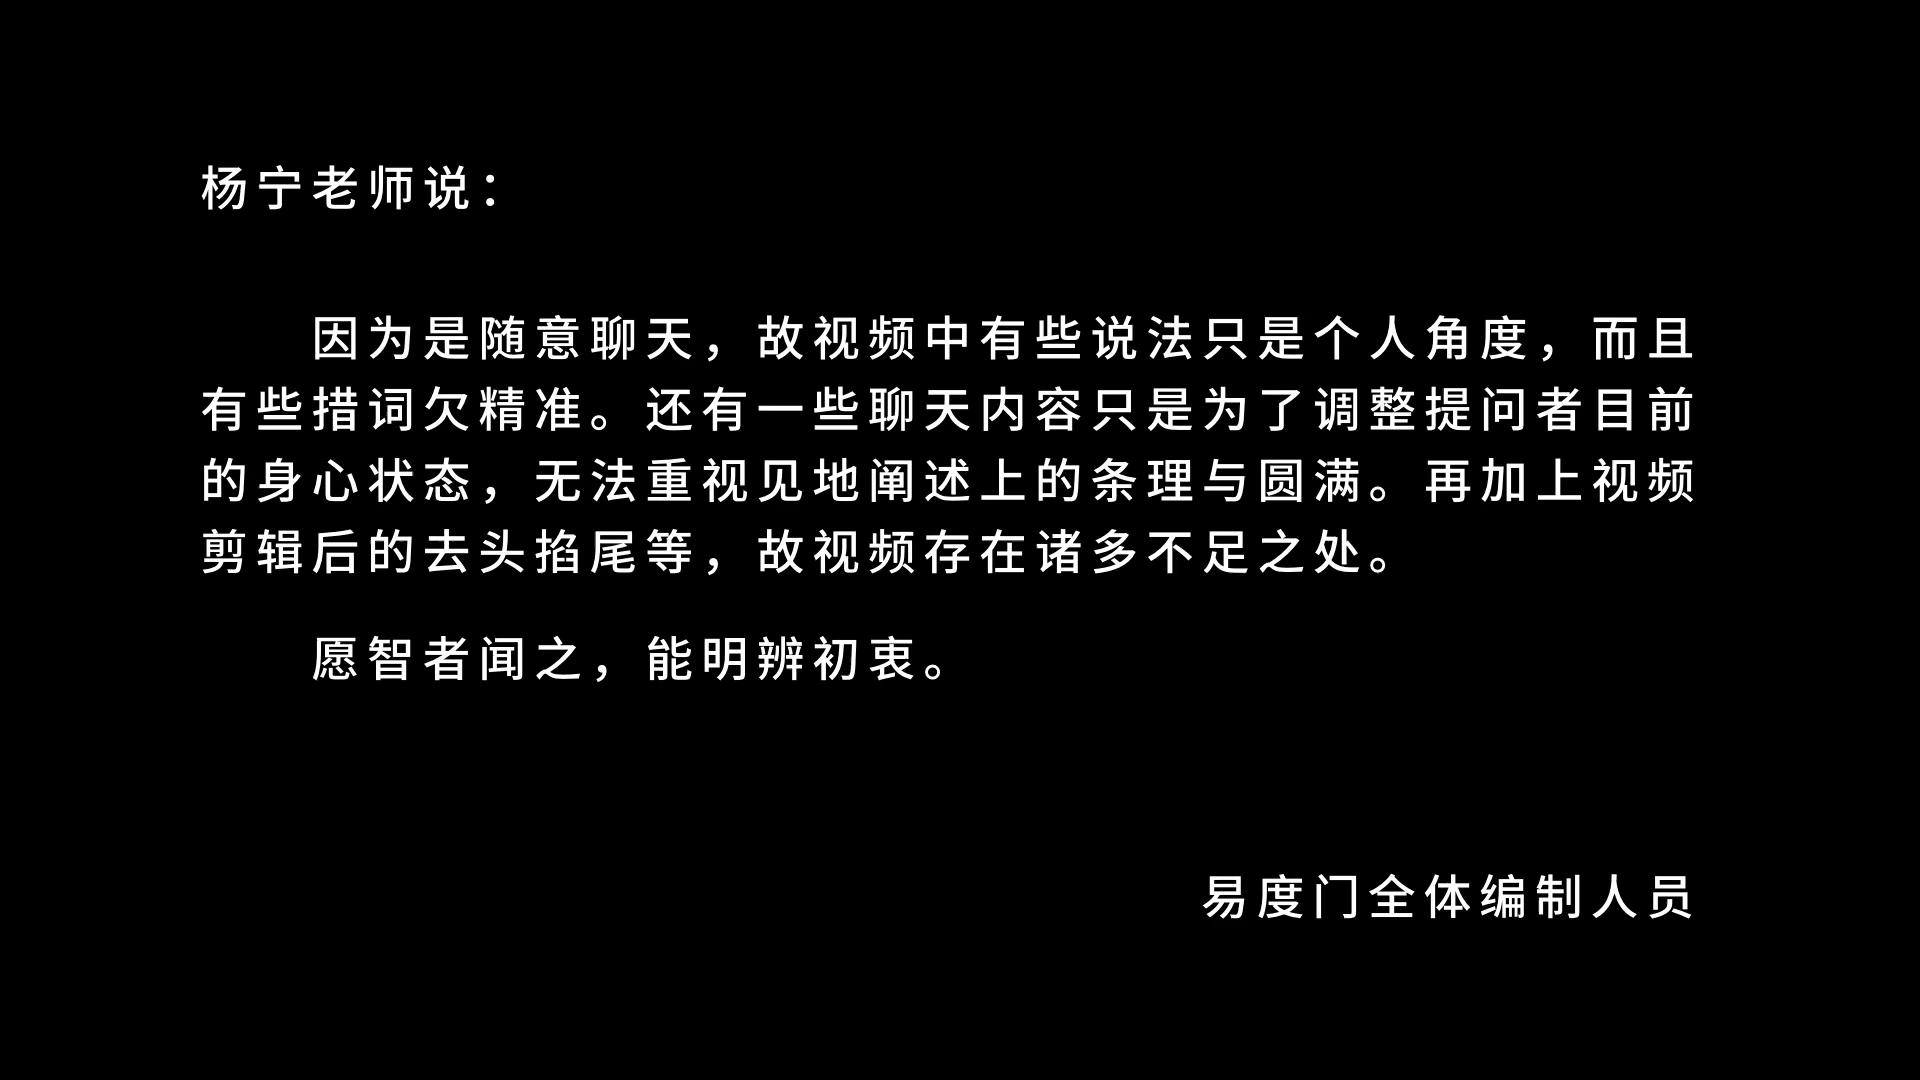 杨宁老师说：
因为是随意聊天，故视频中有些说法只是个人角度，而且
有些措词欠精准。还有一些聊天内容只是为了调整提问者目前
的身心状态，无法重视见地阐述上的条理与圆满。再加上视频
剪辑后的去头掐尾等，故视频存在诸多不足之处。
愿智者闻之，能明辨初衷。
易度门全体编制人员